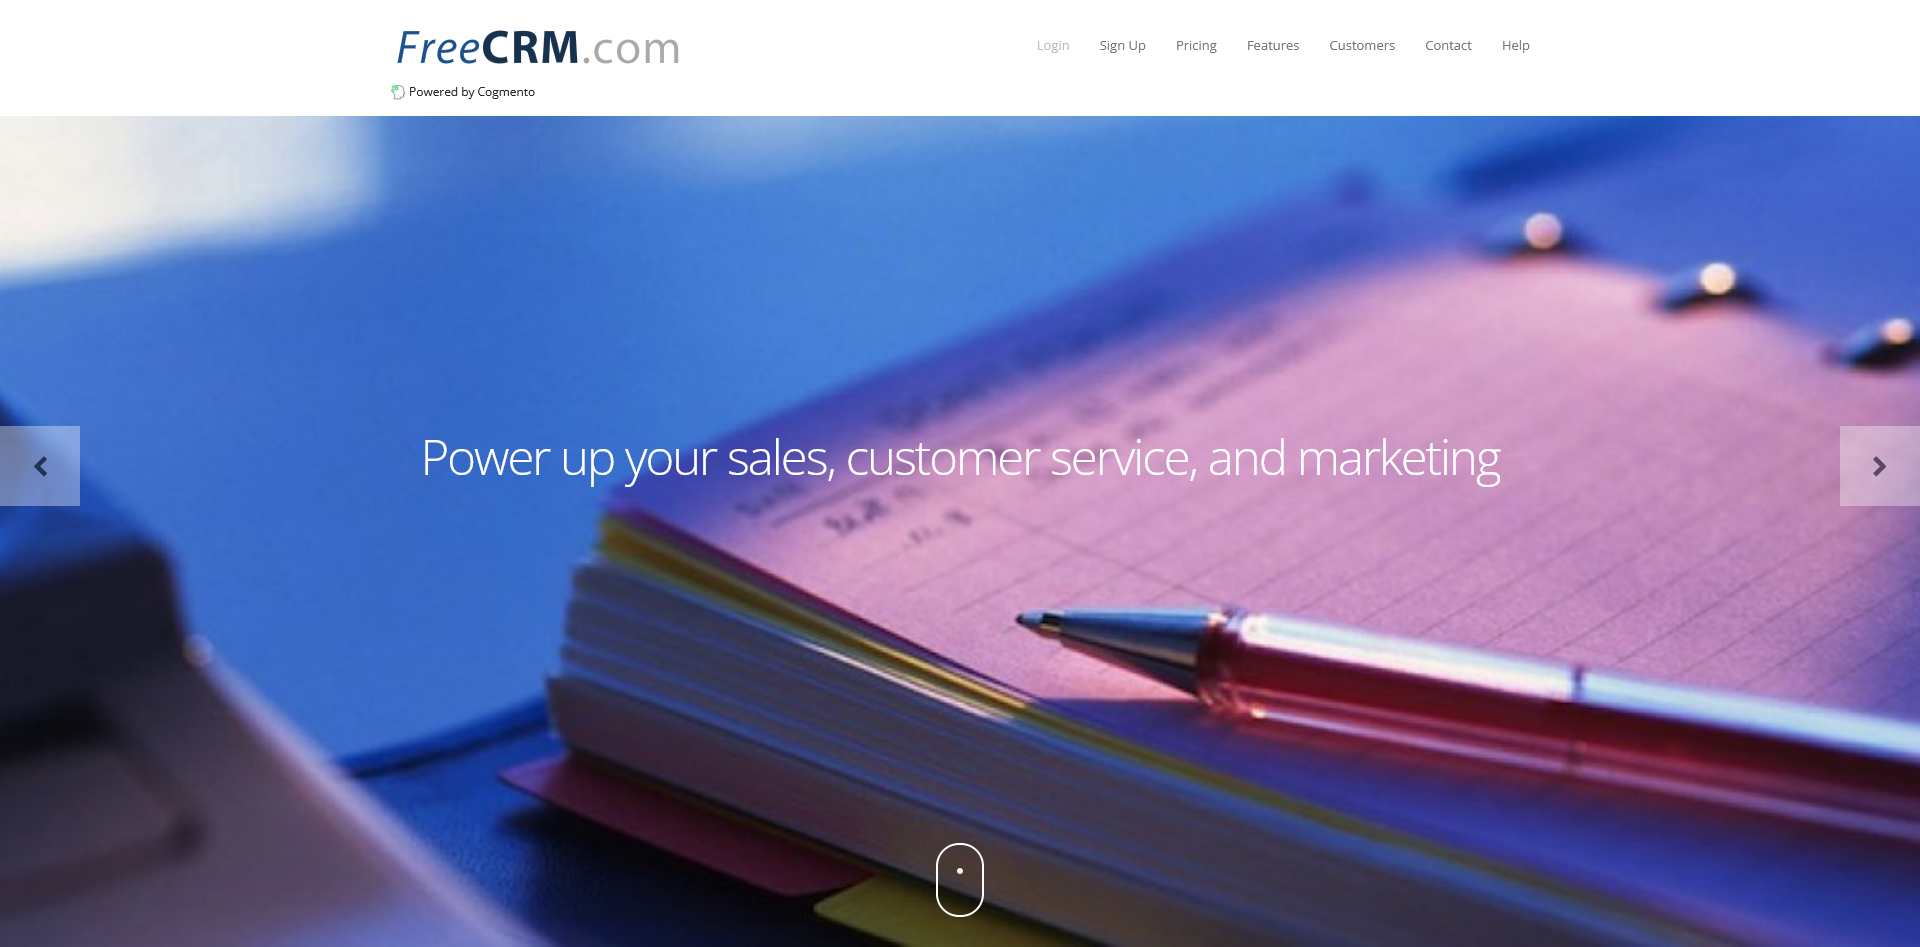 FreeCRM.com
Login Sign Up Pricing Features Customers Contact Help
Powered by Cogmento
Power up your sales, customer service, and marketing